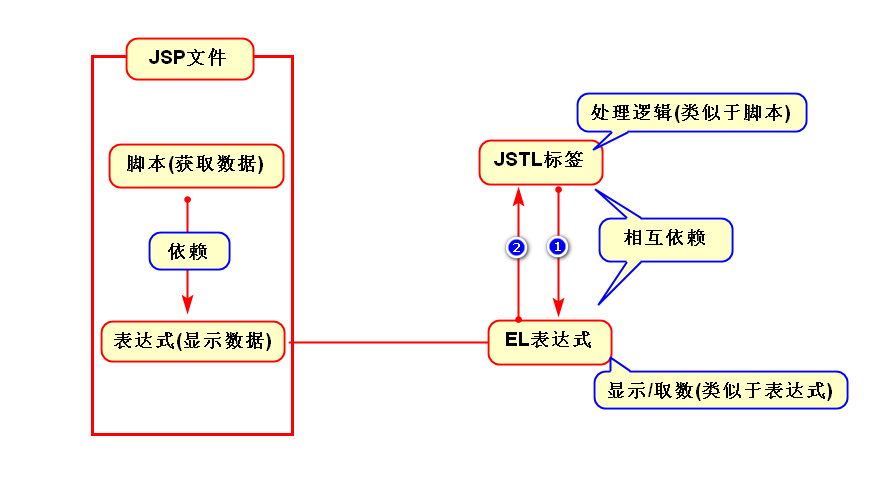 JSP文件
脚本(获取数据)
依赖
表达式(显示数据)
处理逻辑(类似于脚本)
JSTL标签
相互依赖
2
1
EL表达式
显示/取数(类似于表达式)